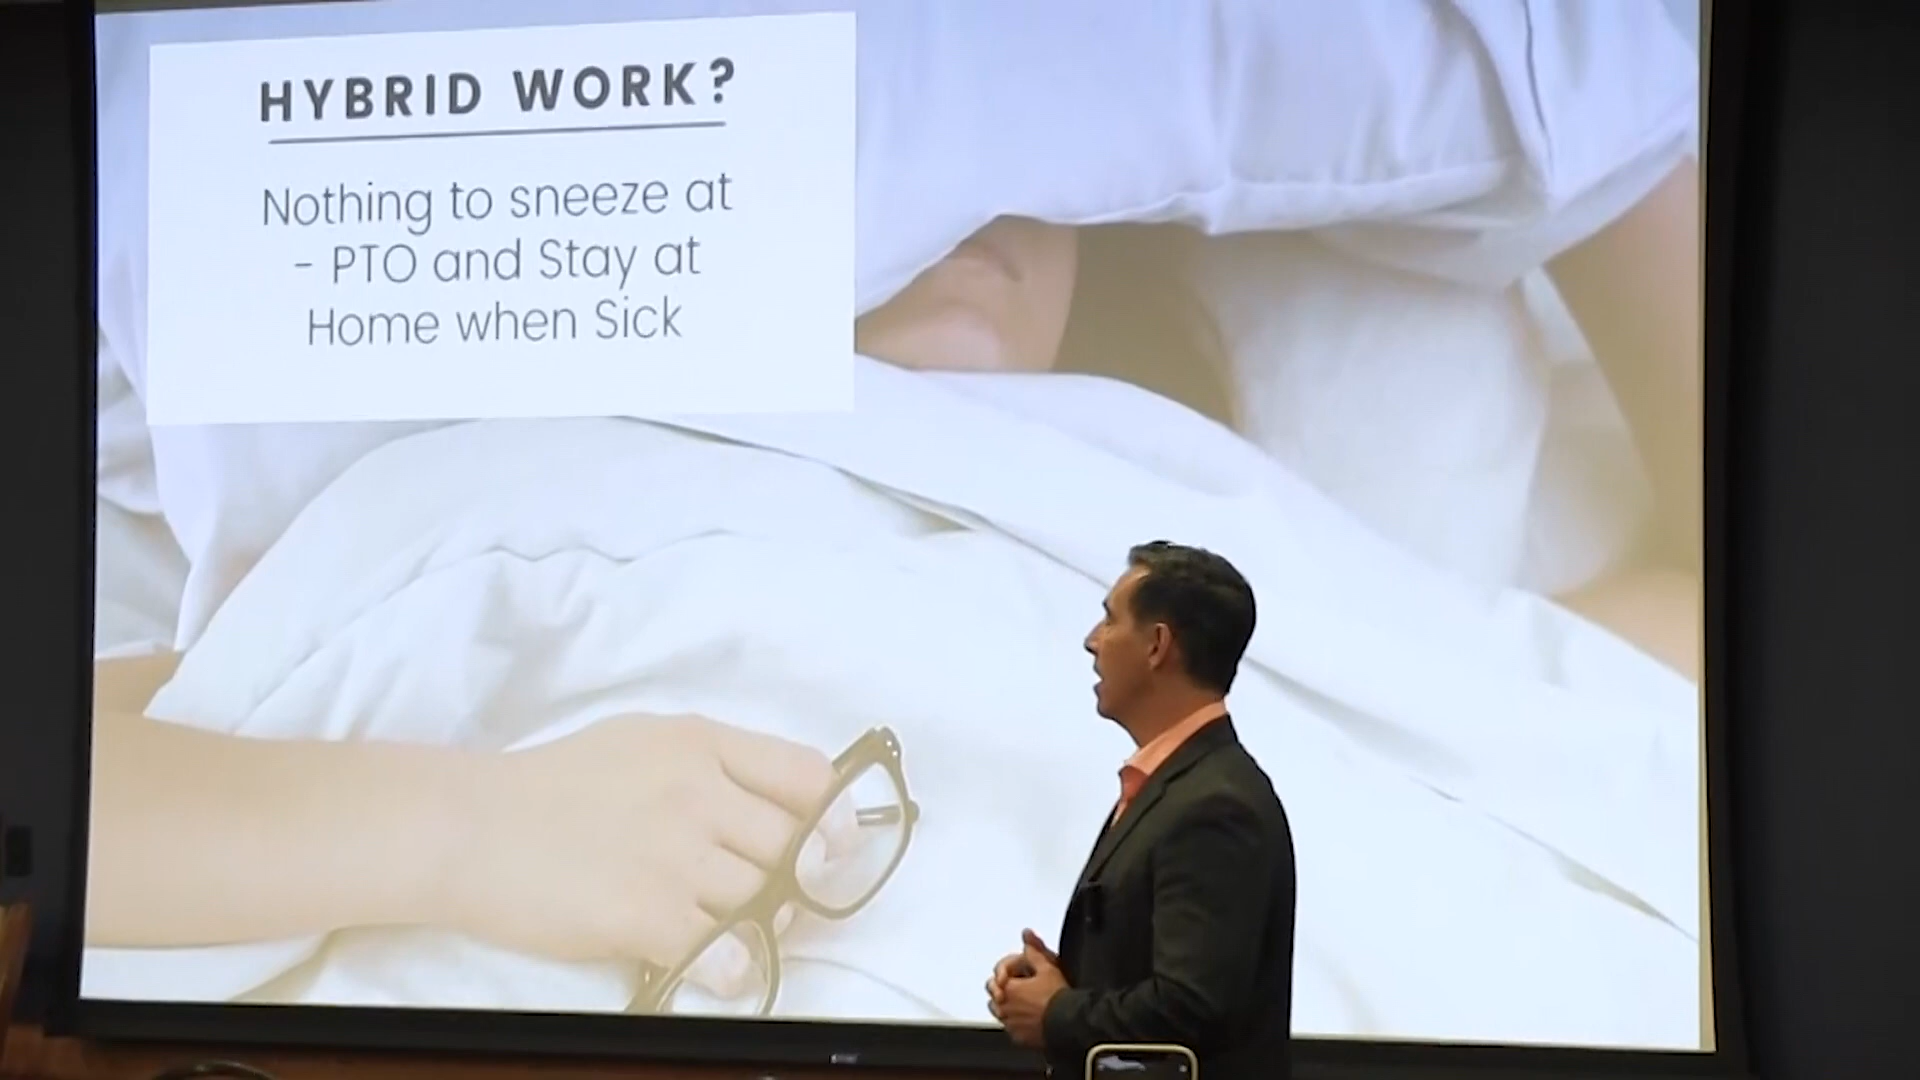 HYBRID WORK?
Nothing to sneeze at
- PTO and Stay at
Home when Sick